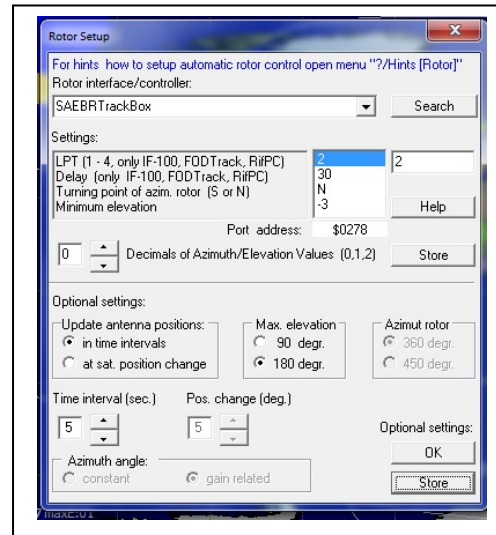 Rotor Setup
For hints how to setup automatic rotor control open menu "?/Hints [Rotor]"
Rotor interface/controller:
SAEBRTrackBox
Search
Settings:
LPT (1 - 4, only IF-100, FODTrack, RifPC)
2
2
Delay (only IF-100, FODTrack, RifPC)
30
Turning point of azim. rotor (S or N)
N
Minimum elevation
-3
Help
Port address:
$0278
0
Decimals of Azimuth/Elevation Values (0,1,2)
Store
Optional settings:
Update antenna positions:
in time intervals
at sat. position change
Max. elevation
90 degr.
180 degr.
Azimut rotor
360 degr.
450 degr.
Time interval (sec.)
Pos. change (deg.)
5
5
Optional settings:
OK
Azimuth angle:
constant
gain related
Store
maxE:01